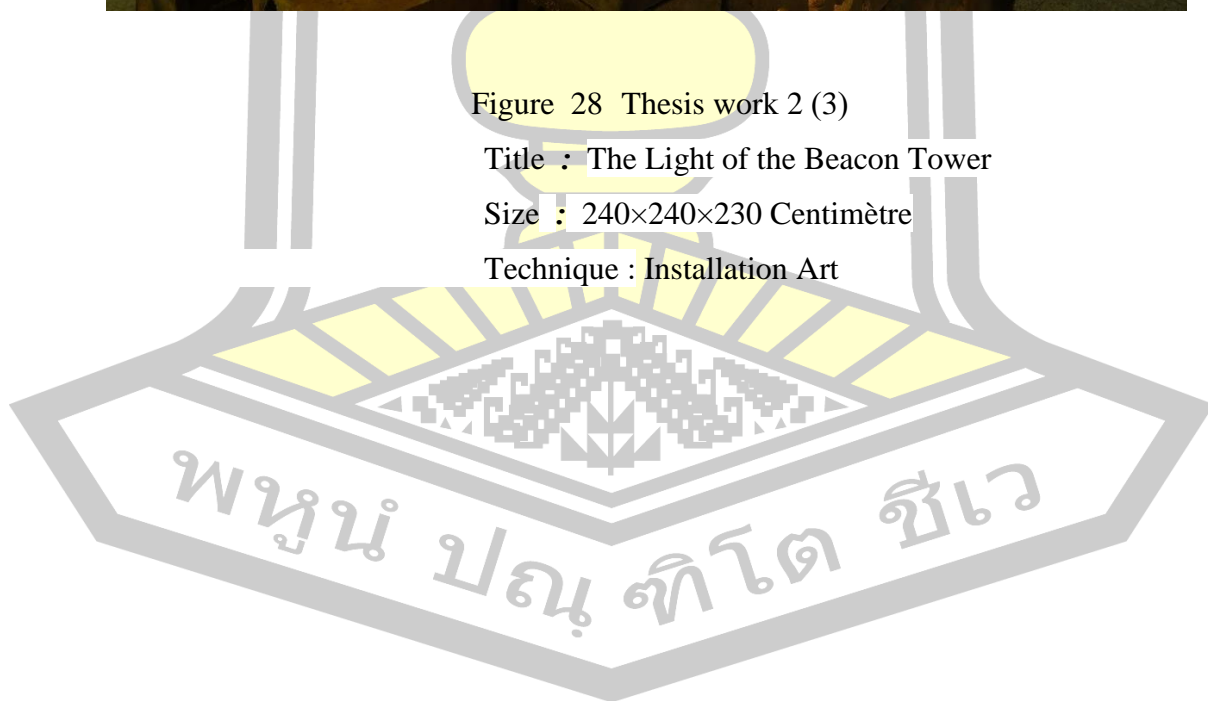 Figure 28 Thesis work 2 (3)
Title : The Light of the Beacon Tower
Size : 240×240×230 Centimètre
Technique : Installation Art
พหูนํ ปณฺฑิโต ชีเว